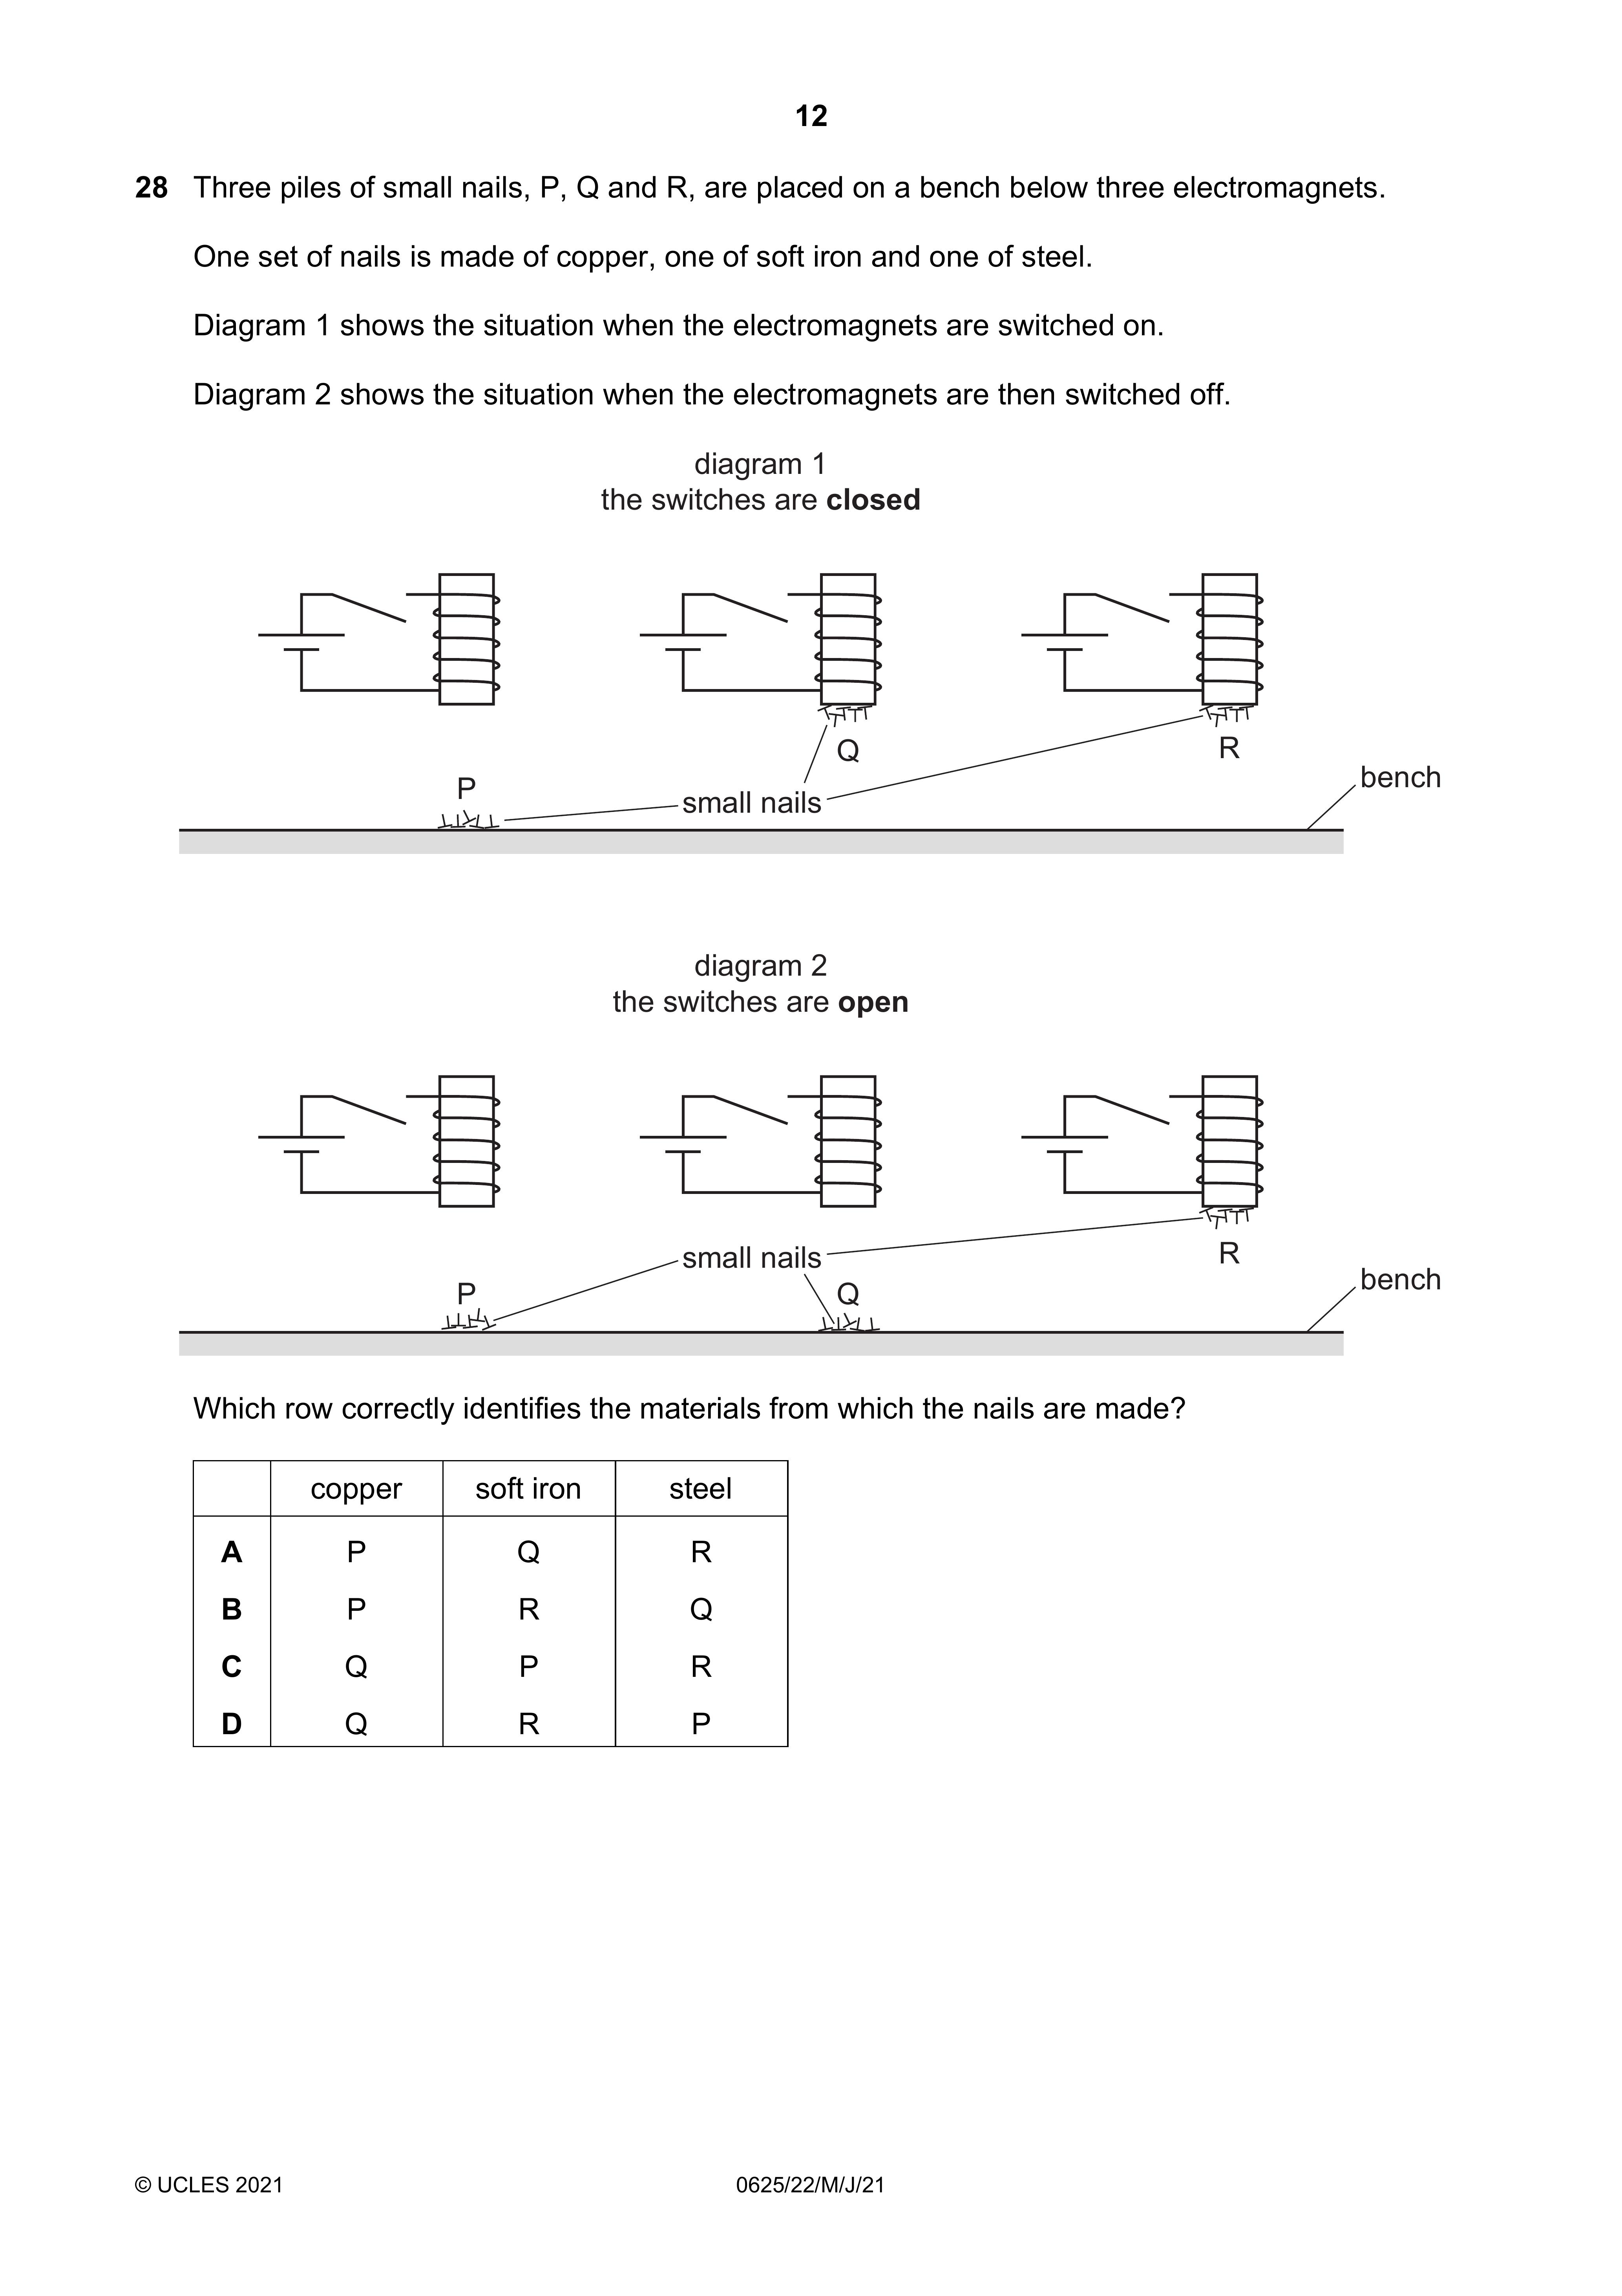 12
28 Three piles of small nails, P, Q and R, are placed on a bench below three electromagnets.
One set of nails is made of copper, one of soft iron and one of steel.
Diagram 1 shows the situation when the electromagnets are switched on.
Diagram 2 shows the situation when the electromagnets are then switched off.
diagram 1
the switches are closed
Q
R
P
small nails
bench
diagram 2
the switches are open
small nails
R
P
Q
bench
Which row correctly identifies the materials from which the nails are made?
copper soft iron steel
A P Q R
B P R Q
C Q P R
D Q R P
© UCLES 2021 0625/22/M/J/21